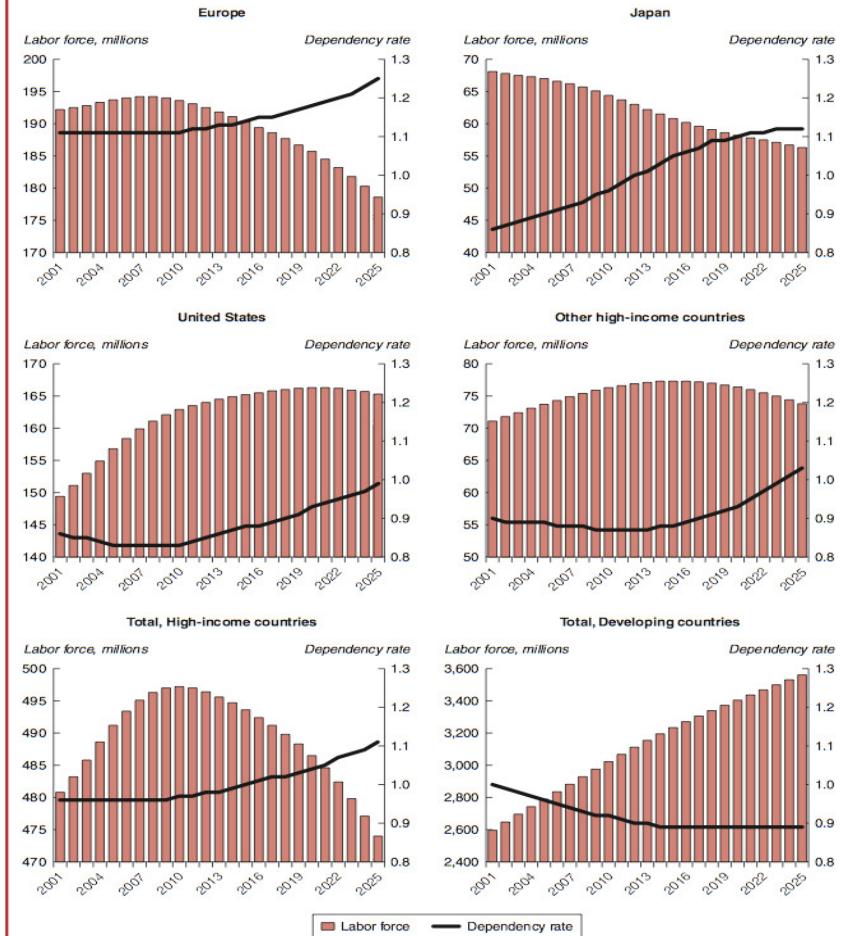 Europe
Labor force, millions Dependency rate
200 1.3
195 1.2
190 1.1
185 1.0
180
175 0.9
170 0.8
2001 2004 2007 2010 2013 2016 2019 2022 2025
Japan
Labor force, millions Dependency rate
70 1.3
65 1.2
60 1.1
55 1.0
50
45 0.9
40 0.8
2001 2004 2007 2010 2013 2016 2019 2022 2025
United States
Labor force, millions Dependency rate
170 1.3
165 1.2
160 1.1
155 1.0
150
145 0.9
140 0.8
2001 2004 2007 2010 2013 2016 2019 2022 2025
Other high-income countries
Labor force, millions Dependency rate
80 1.3
75 1.2
70 1.1
65 1.0
60
55 0.9
50 0.8
2001 2004 2007 2010 2013 2016 2019 2022 2025
Total, High-income countries
Labor force, millions Dependency rate
500 1.3
495 1.2
490 1.1
485 1.0
480
475 0.9
470 0.8
2001 2004 2007 2010 2013 2016 2019 2022 2025
Total, Developing countries
Labor force, millions Dependency rate
3,600 1.3
3,400 1.2
3,200 1.1
3,000 1.0
2,800
2,600 0.9
2,400 0.8
2001 2004 2007 2010 2013 2016 2019 2022 2025
Labor force Dependency rate